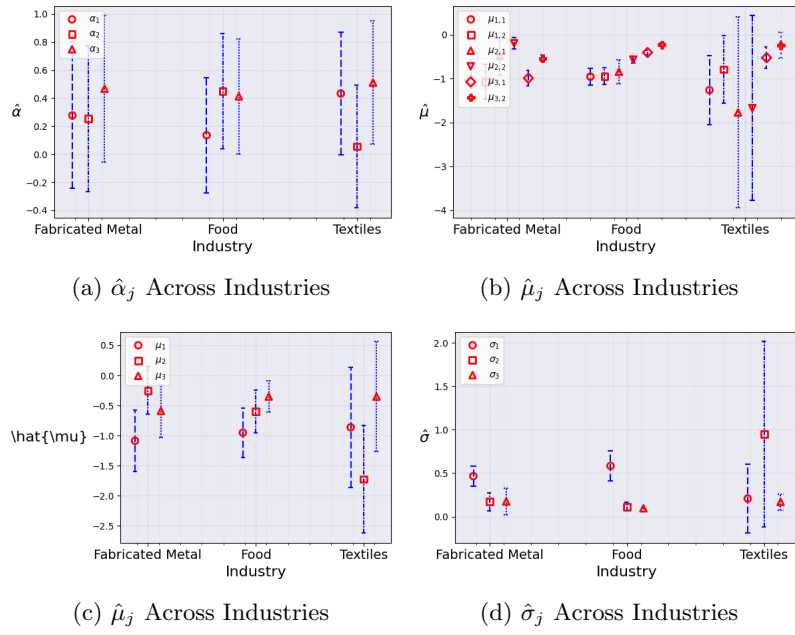 α₁
α₂
α₃
1.0
0.8
0.6
0.4
0.2
0.0
−0.2
−0.4
α̂
Fabricated Metal Food Textiles
Industry
(a) α̂ⱼ Across Industries
μ₁,₁
μ₁,₂
μ₂,₁
μ₂,₂
μ₃,₁
μ₃,₂
0
−1
−2
−3
−4
μ̂
Fabricated Metal Food Textiles
Industry
(b) μ̂ⱼ Across Industries
μ₁
μ₂
μ₃
0.5
0.0
−0.5
−1.0
−1.5
−2.0
−2.5
\hat{\mu}
Fabricated Metal Food Textiles
Industry
(c) μ̂ⱼ Across Industries
σ₁
σ₂
σ₃
2.0
1.5
1.0
0.5
0.0
σ̂
Fabricated Metal Food Textiles
Industry
(d) σ̂ⱼ Across Industries